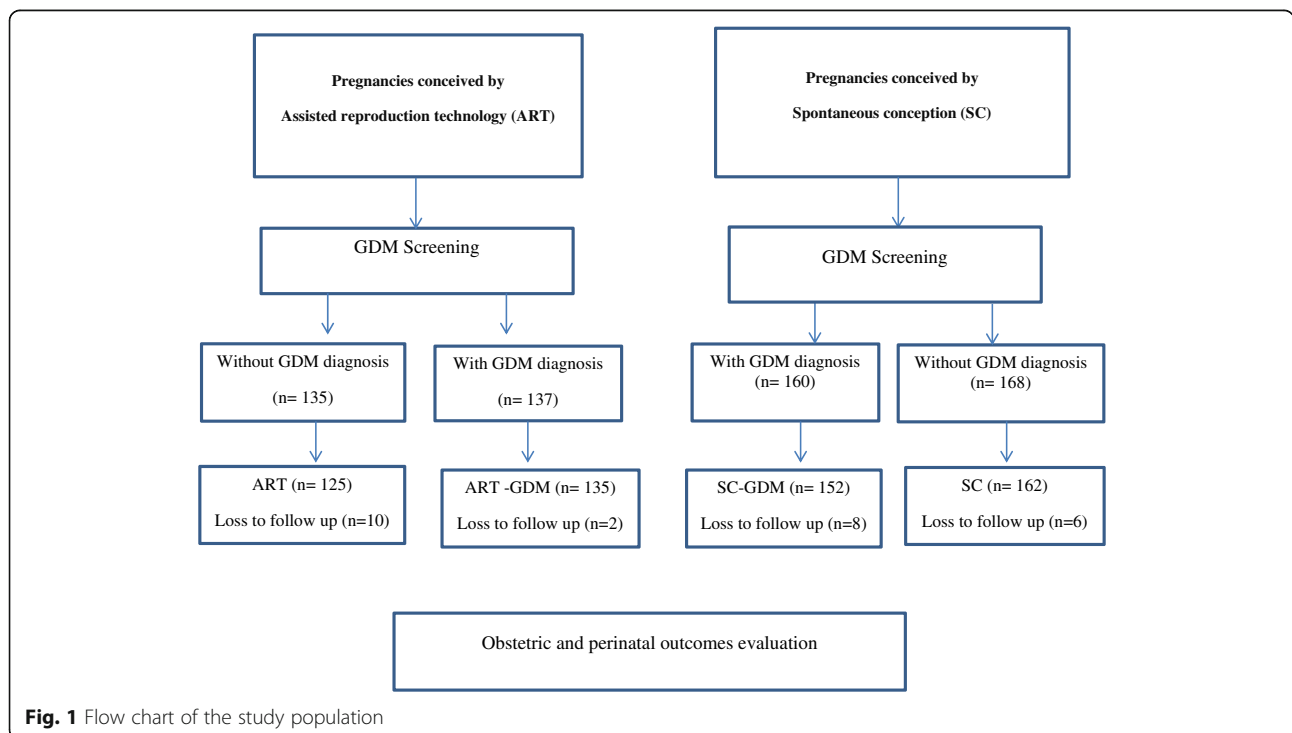 Pregnancies conceived by
Assisted reproduction technology (ART)
Pregnancies conceived by
Spontaneous conception (SC)
GDM Screening
GDM Screening
Without GDM diagnosis
(n= 135)
With GDM diagnosis
(n= 137)
With GDM diagnosis
(n= 160)
Without GDM diagnosis
(n= 168)
ART (n= 125)
Loss to follow up (n=10)
ART -GDM (n= 135)
Loss to follow up (n=2)
SC-GDM (n= 152)
Loss to follow up (n=8)
SC (n= 162)
Loss to follow up (n=6)
Obstetric and perinatal outcomes evaluation
Fig. 1 Flow chart of the study population